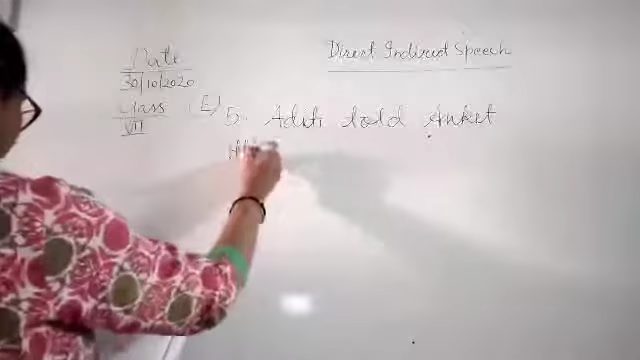 Date
30/10/2020
Class
VII
Direct Indirect Speech
(E) 5. Aditi told Aniket